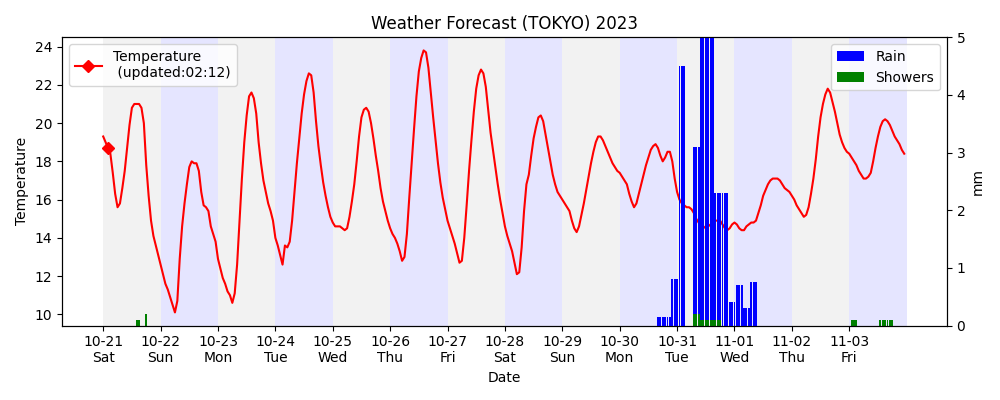 Weather Forecast (TOKYO) 2023
Temperature
(updated:02:12)
Rain
Showers
Temperature
24
22
20
18
16
14
12
10
5
4
3
2
1
0
mm
10-21 10-22 10-23 10-24 10-25 10-26 10-27 10-28 10-29 10-30 10-31 11-01 11-02 11-03
Sat Sun Mon Tue Wed Thu Fri Sat Sun Mon Tue Wed Thu Fri
Date